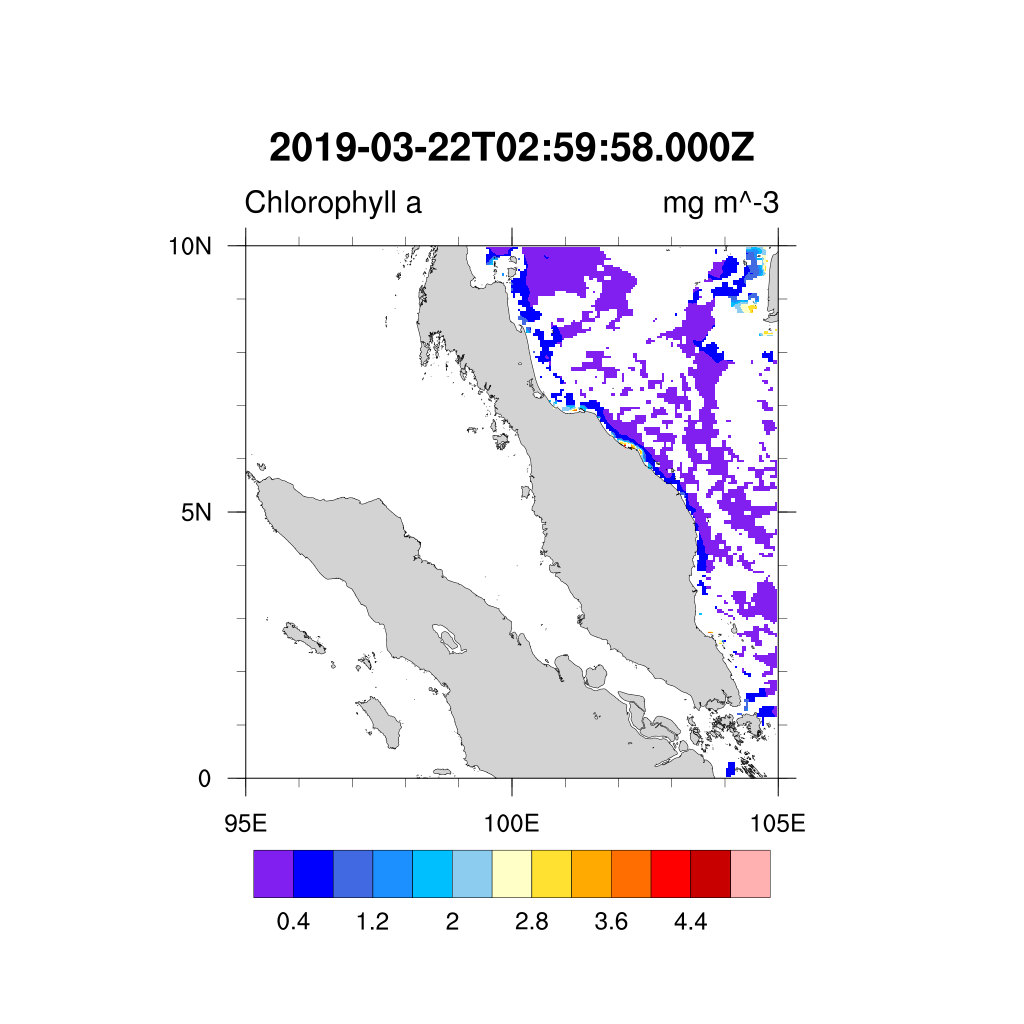 2019-03-22T02:59:58.000Z
Chlorophyll a mg m^-3
10N
5N
0
95E 100E 105E
0.4 1.2 2 2.8 3.6 4.4